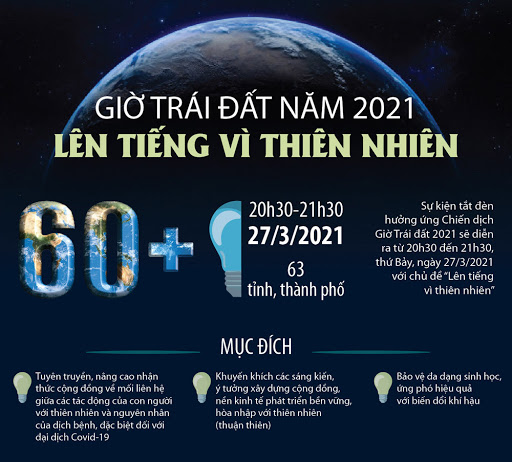 GIỜ TRÁI ĐẤT NĂM 2021
LÊN TIẾNG VÌ THIÊN NHIÊN
60+
20h30-21h30
27/3/2021
63
tỉnh, thành phố
Sự kiện tắt đèn
hưởng ứng Chiến dịch
Giờ Trái đất 2021 sẽ diễn
ra từ 20h30 đến 21h30,
thứ Bảy, ngày 27/3/2021
với chủ đề “Lên tiếng
vì thiên nhiên”
MỤC ĐÍCH
Tuyên truyền, nâng cao nhận
thức cộng đồng về mối liên hệ
giữa các tác động của con người
với thiên nhiên và nguyên nhân
của dịch bệnh, đặc biệt đối với
đại dịch Covid-19
Khuyến khích các sáng kiến,
ý tưởng xây dựng cộng đồng,
nền kinh tế phát triển bền vững,
hòa nhập với thiên nhiên
(thuận thiên)
Bảo vệ đa dạng sinh học,
ứng phó hiệu quả
với biến đổi khí hậu